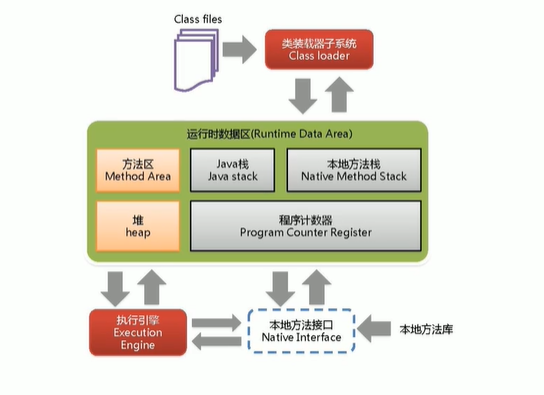 Class files
类装载器子系统
Class loader
运行时数据区(Runtime Data Area)
方法区
Method Area
Java栈
Java stack
本地方法栈
Native Method Stack
堆
heap
程序计数器
Program Counter Register
执行引擎
Execution
Engine
本地方法接口
Native Interface
本地方法库